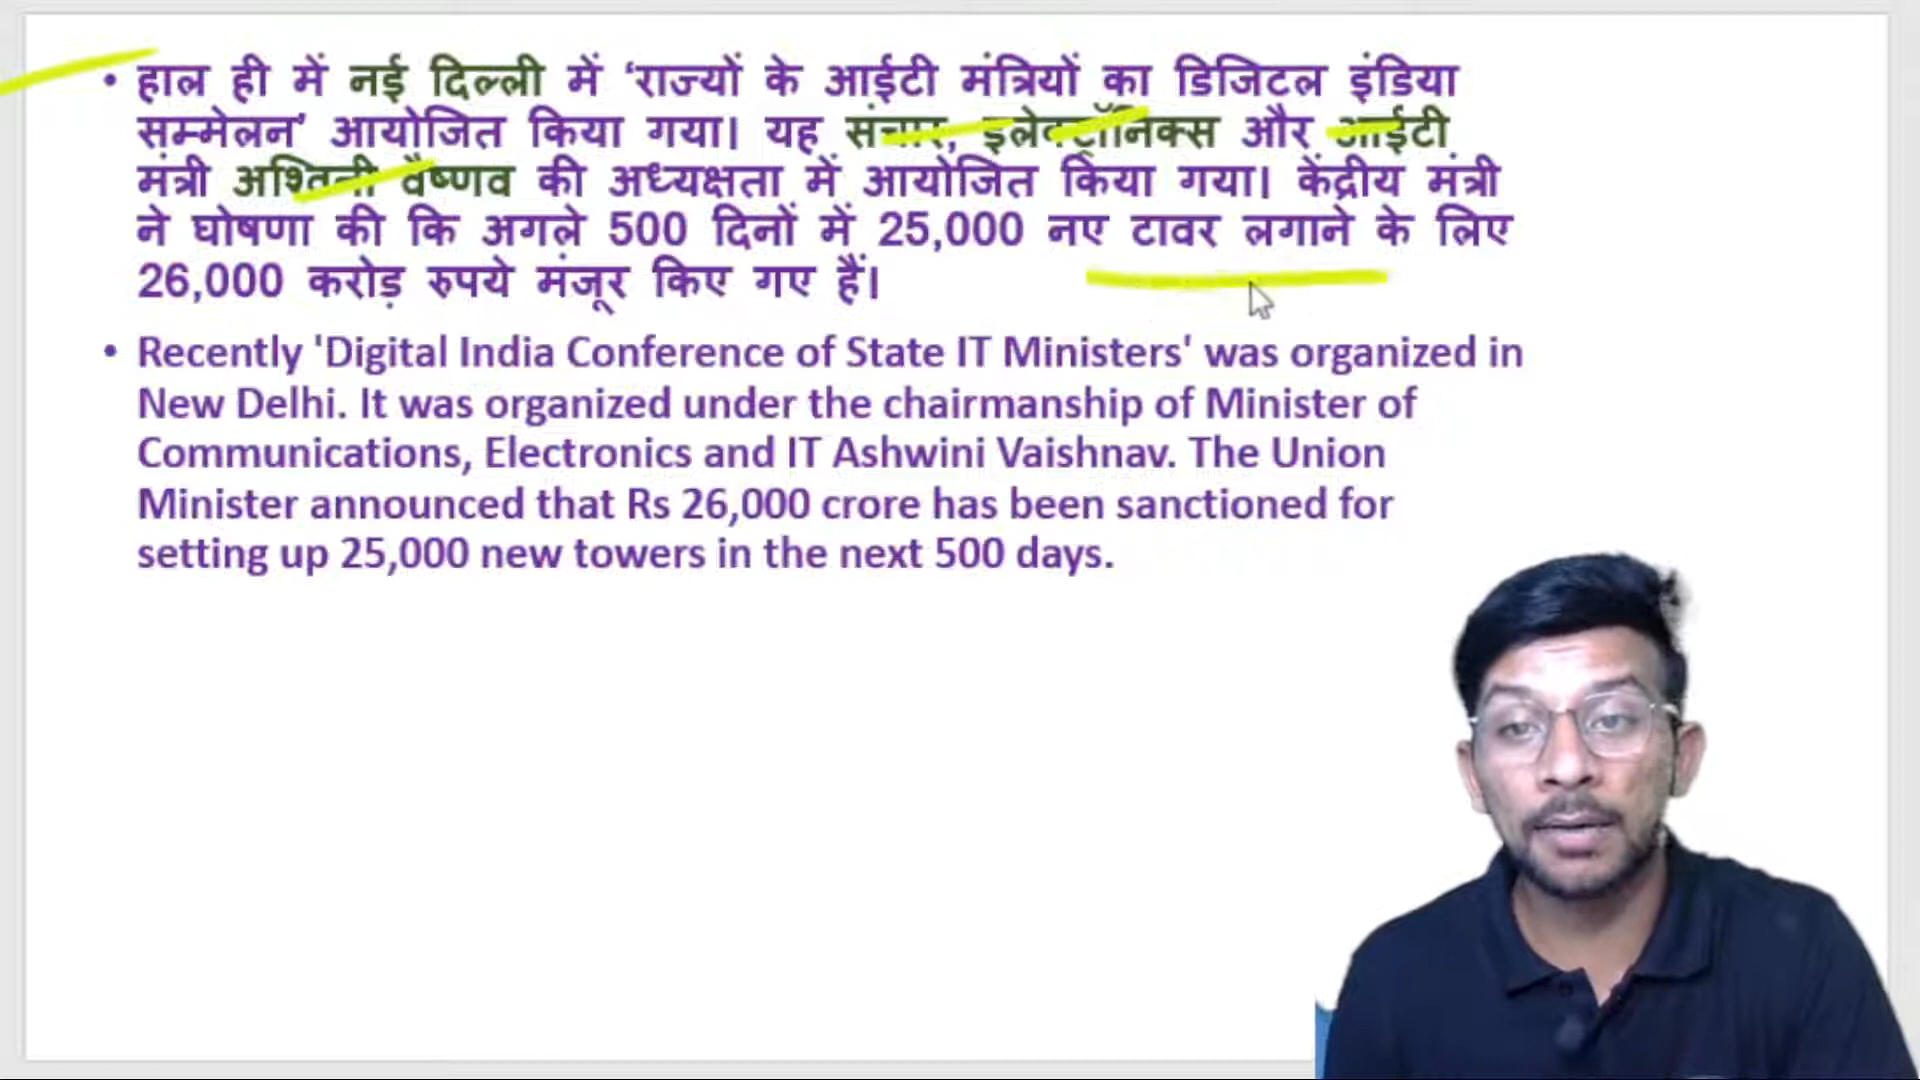 • हाल ही में नई दिल्ली में ‘राज्यों के आईटी मंत्रियों का डिजिटल इंडिया
सम्मेलन’ आयोजित किया गया। यह संचार, इलेक्ट्रॉनिक्स और आईटी
मंत्री अश्विनी वैष्णव की अध्यक्षता में आयोजित किया गया। केंद्रीय मंत्री
ने घोषणा की कि अगले 500 दिनों में 25,000 नए टावर लगाने के लिए
26,000 करोड़ रुपये मंजूर किए गए हैं।
• Recently 'Digital India Conference of State IT Ministers' was organized in
New Delhi. It was organized under the chairmanship of Minister of
Communications, Electronics and IT Ashwini Vaishnav. The Union
Minister announced that Rs 26,000 crore has been sanctioned for
setting up 25,000 new towers in the next 500 days.